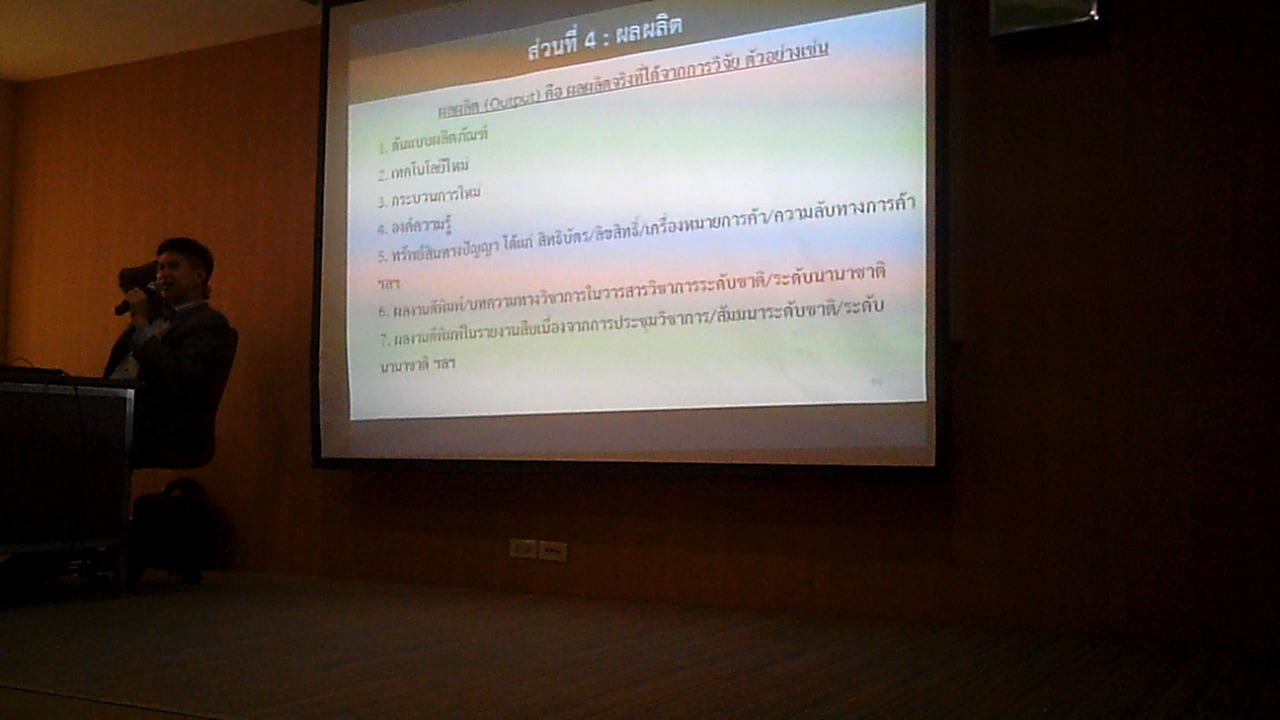 ส่วนที่ 4 : ผลผลิต
ผลผลิต (Output) คือ ผลผลิตจริงที่ได้จากการวิจัย ตัวอย่างเช่น
1. ต้นแบบผลิตภัณฑ์
2. เทคโนโลยีใหม่
3. กระบวนการใหม่
4. องค์ความรู้
5. ทรัพย์สินทางปัญญา ได้แก่ สิทธิบัตร/ลิขสิทธิ์/เครื่องหมายการค้า/ความลับทางการค้า
ฯลฯ
6. ผลงานตีพิมพ์/บทความทางวิชาการในวารสารวิชาการระดับชาติ/ระดับนานาชาติ
7. ผลงานตีพิมพ์ในรายงานสืบเนื่องจากการประชุมวิชาการ/สัมมนาระดับชาติ/ระดับ
นานาชาติ ฯลฯ